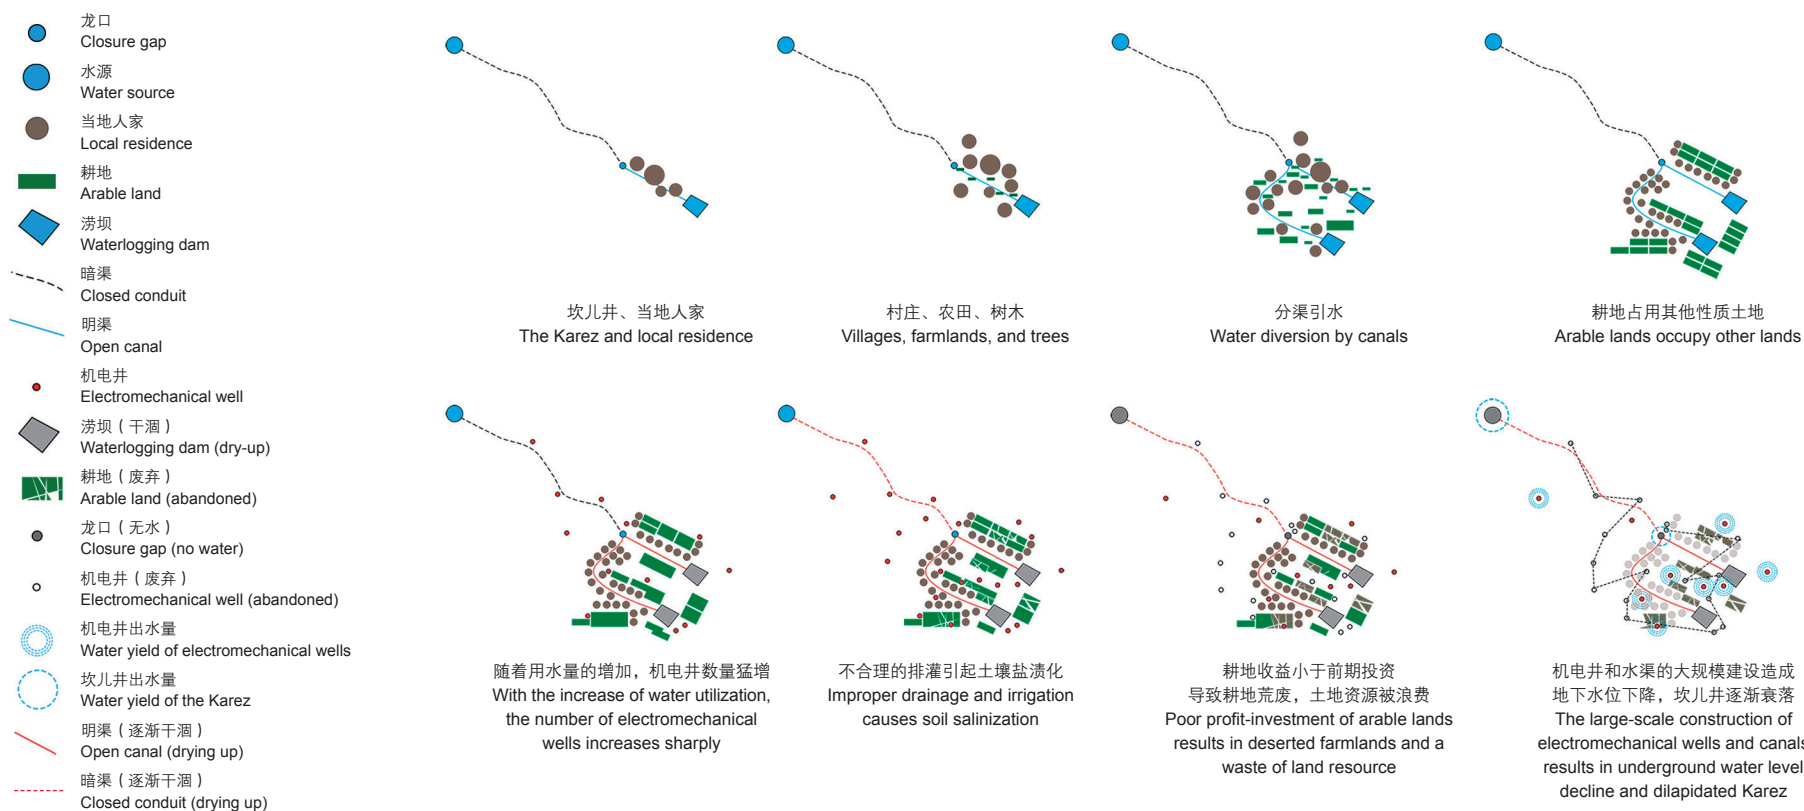 龙口
Closure gap
水源
Water source
当地人家
Local residence
耕地
Arable land
涝坝
Waterlogging dam
暗渠
Closed conduit
明渠
Open canal
机电井
Electromechanical well
涝坝（干涸）
Waterlogging dam (dry-up)
耕地（废弃）
Arable land (abandoned)
龙口（无水）
Closure gap (no water)
机电井（废弃）
Electromechanical well (abandoned)
机电井出水量
Water yield of electromechanical wells
坎儿井出水量
Water yield of the Karez
明渠（逐渐干涸）
Open canal (drying up)
暗渠（逐渐干涸）
Closed conduit (drying up)
坎儿井、当地人家
The Karez and local residence
村庄、农田、树木
Villages, farmlands, and trees
分渠引水
Water diversion by canals
耕地占用其他性质土地
Arable lands occupy other lands
随着用水量的增加，机电井数量猛增
With the increase of water utilization,
the number of electromechanical
wells increases sharply
不合理的排灌引起土壤盐渍化
Improper drainage and irrigation
causes soil salinization
耕地收益小于前期投资
导致耕地荒废，土地资源被浪费
Poor profit-investment of arable lands
results in deserted farmlands and a
waste of land resource
机电井和水渠的大规模建设造成
地下水位下降，坎儿井逐渐衰落
The large-scale construction of
electromechanical wells and canals
results in underground water level
decline and dilapidated Karez